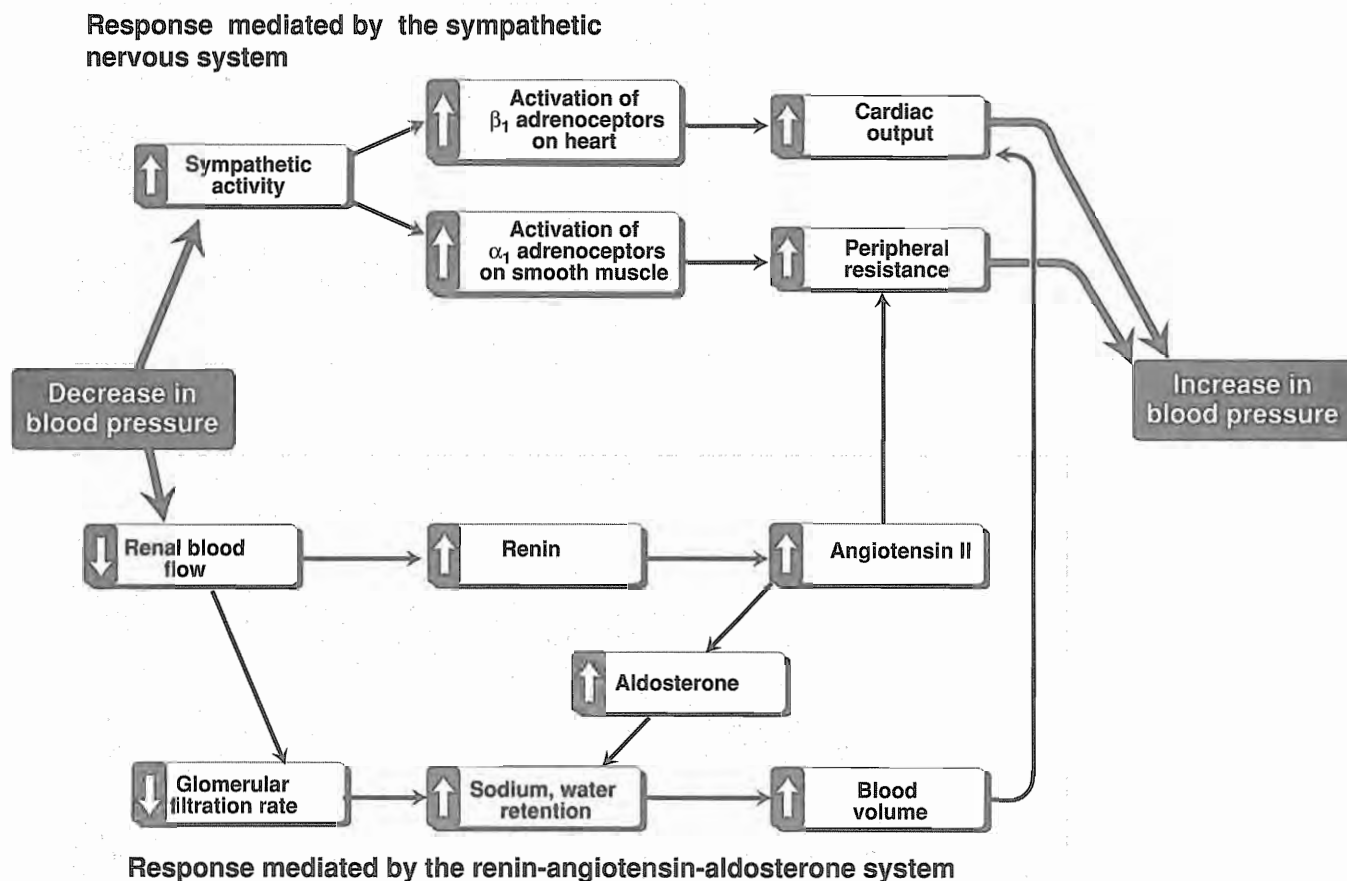 Response mediated by the sympathetic
nervous system
Activation of
β₁ adrenoceptors
on heart
Cardiac
output
Sympathetic
activity
Activation of
α₁ adrenoceptors
on smooth muscle
Peripheral
resistance
Decrease in
blood pressure
Increase in
blood pressure
Renal blood
flow
Renin
Angiotensin II
Aldosterone
Glomerular
filtration rate
Sodium, water
retention
Blood
volume
Response mediated by the renin-angiotensin-aldosterone system